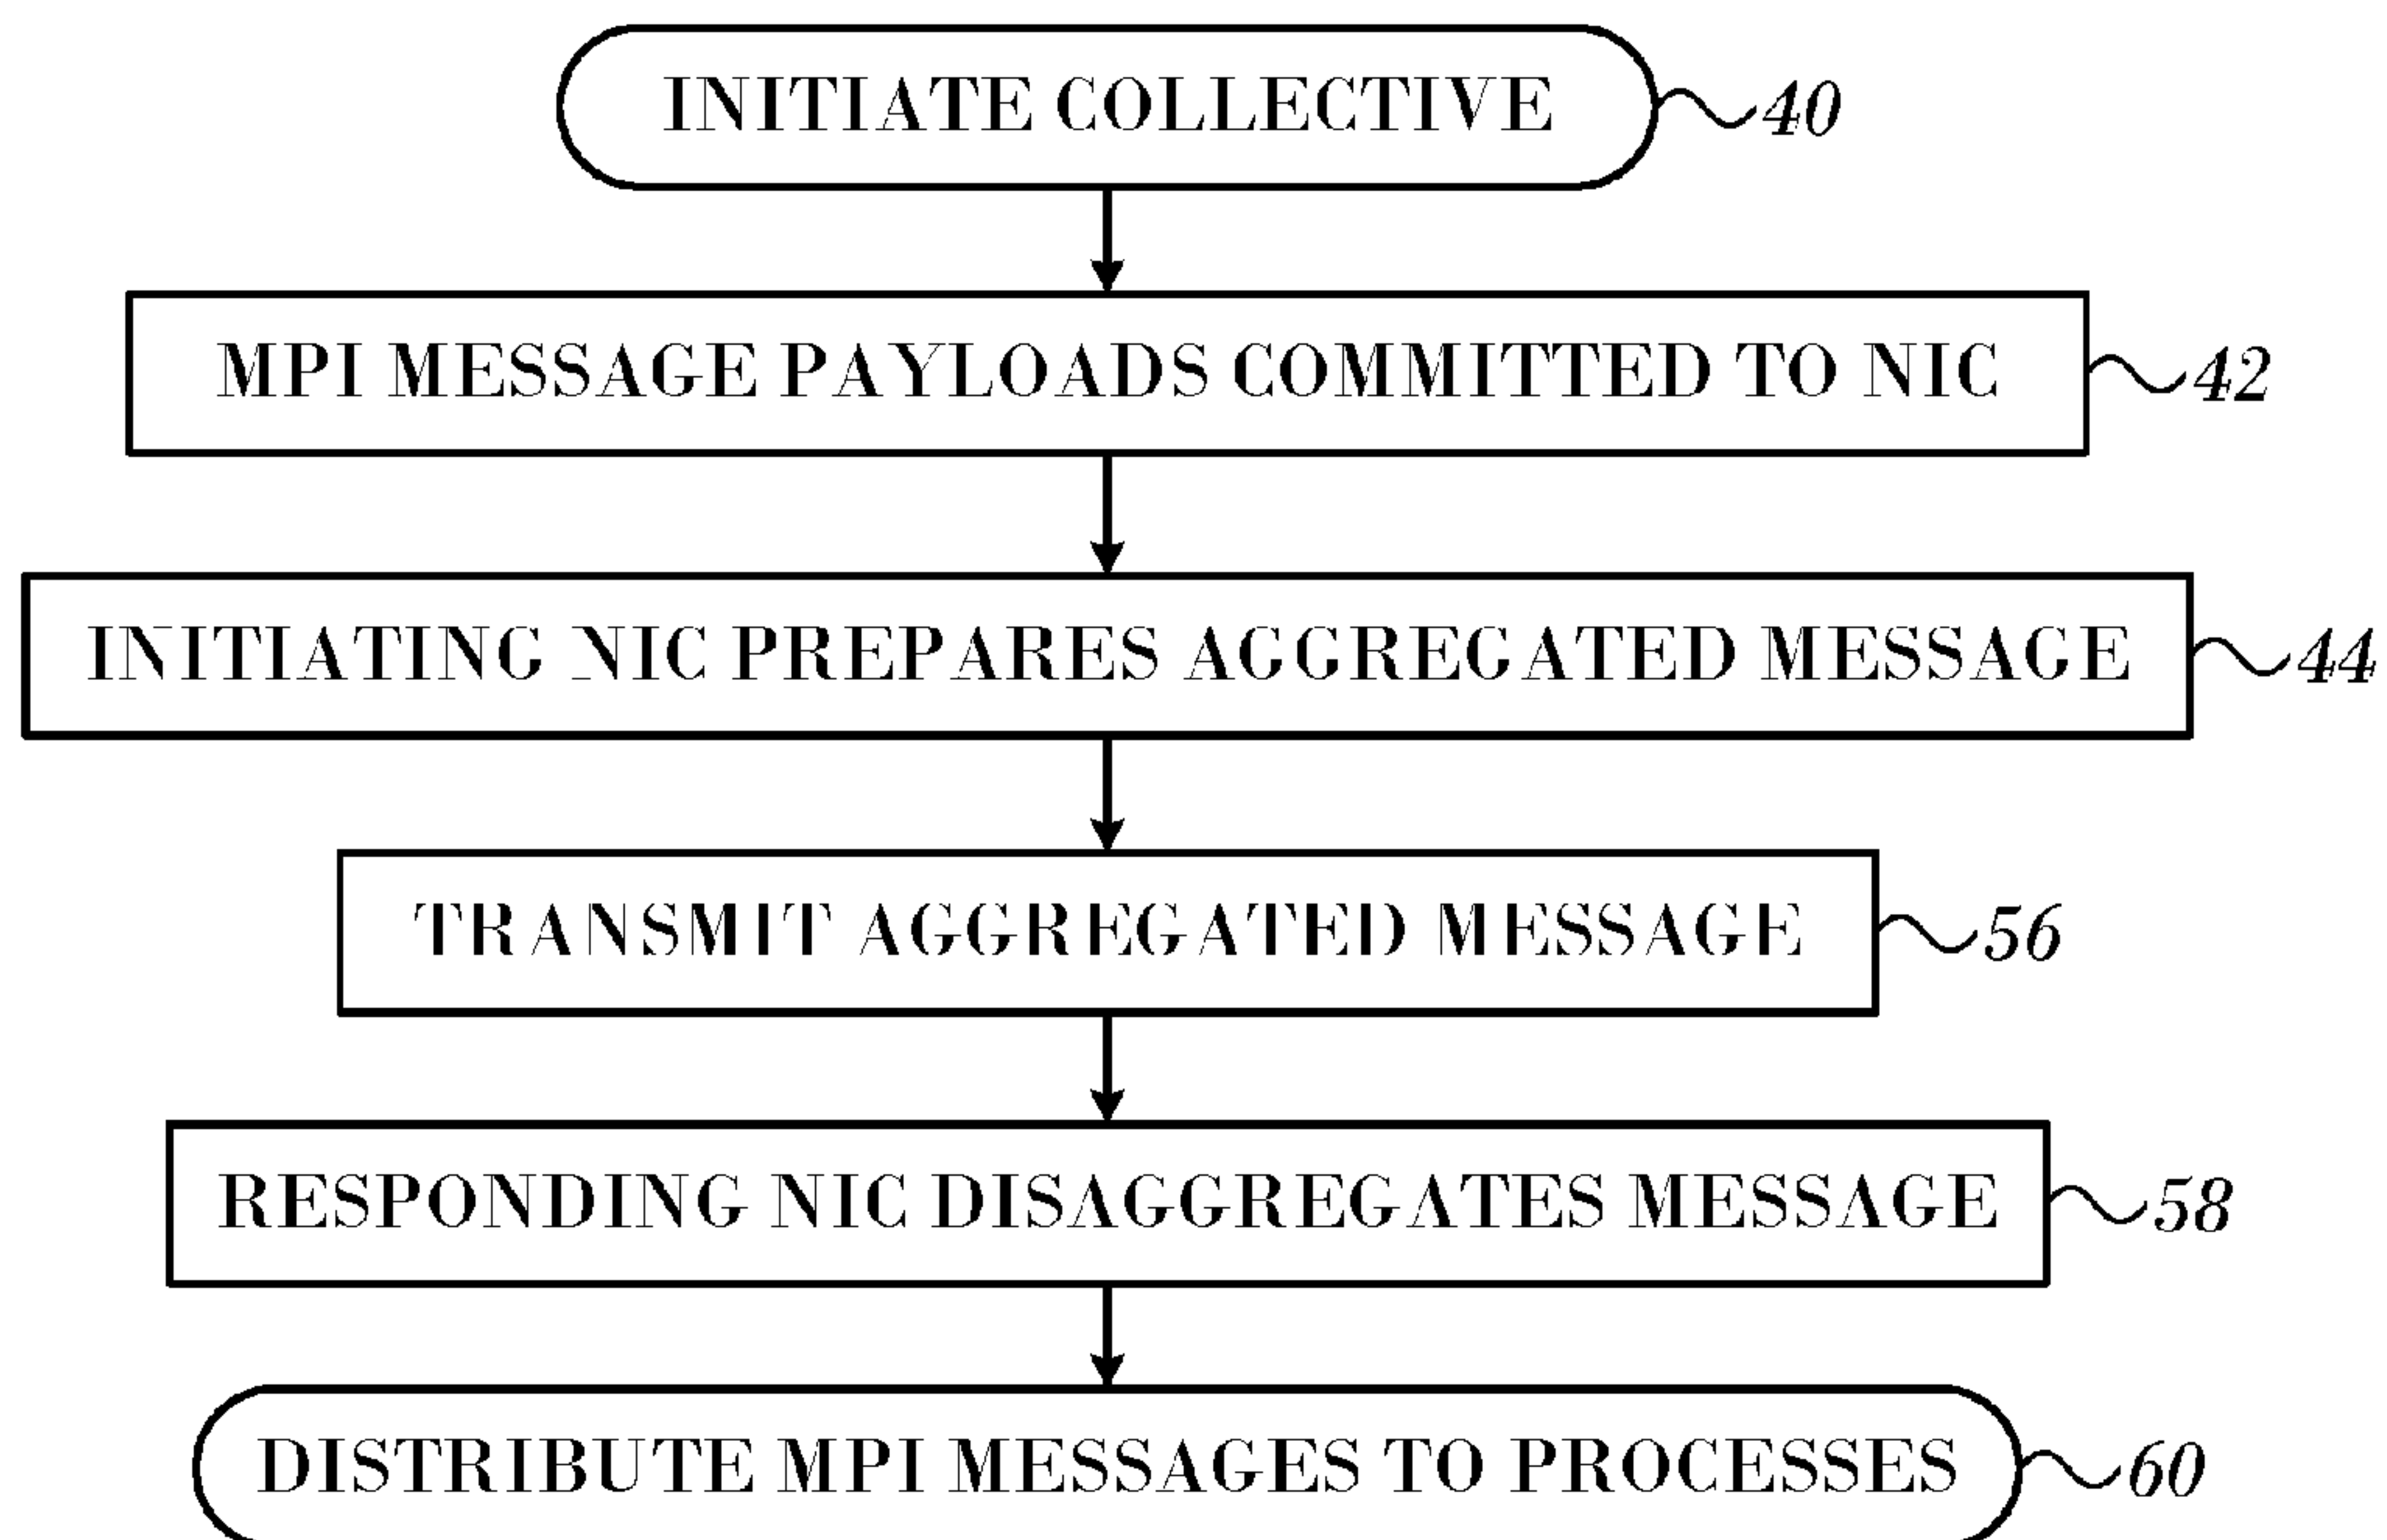 INITIATE COLLECTIVE 40
MPI MESSAGE PAYLOADS COMMITTED TO NIC 42
INITIATING NIC PREPARES AGGREGATED MESSAGE 44
TRANSMIT AGGREGATED MESSAGE 56
RESPONDING NIC DISAGGREGATES MESSAGE 58
DISTRIBUTE MPI MESSAGES TO PROCESSES 60